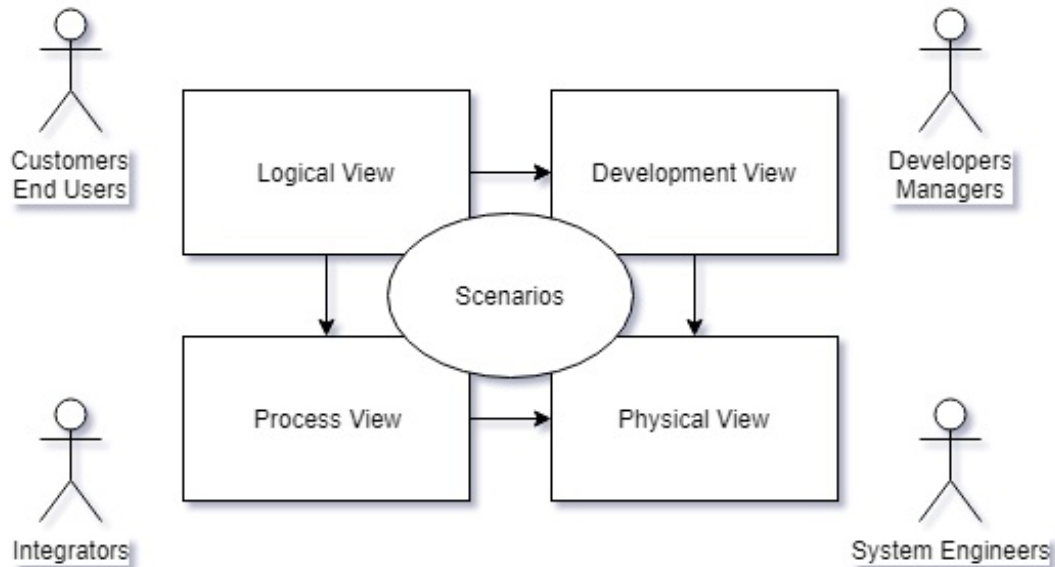 Customers
End Users
Logical View
Development View
Developers
Managers
Scenarios
Process View
Physical View
Integrators
System Engineers